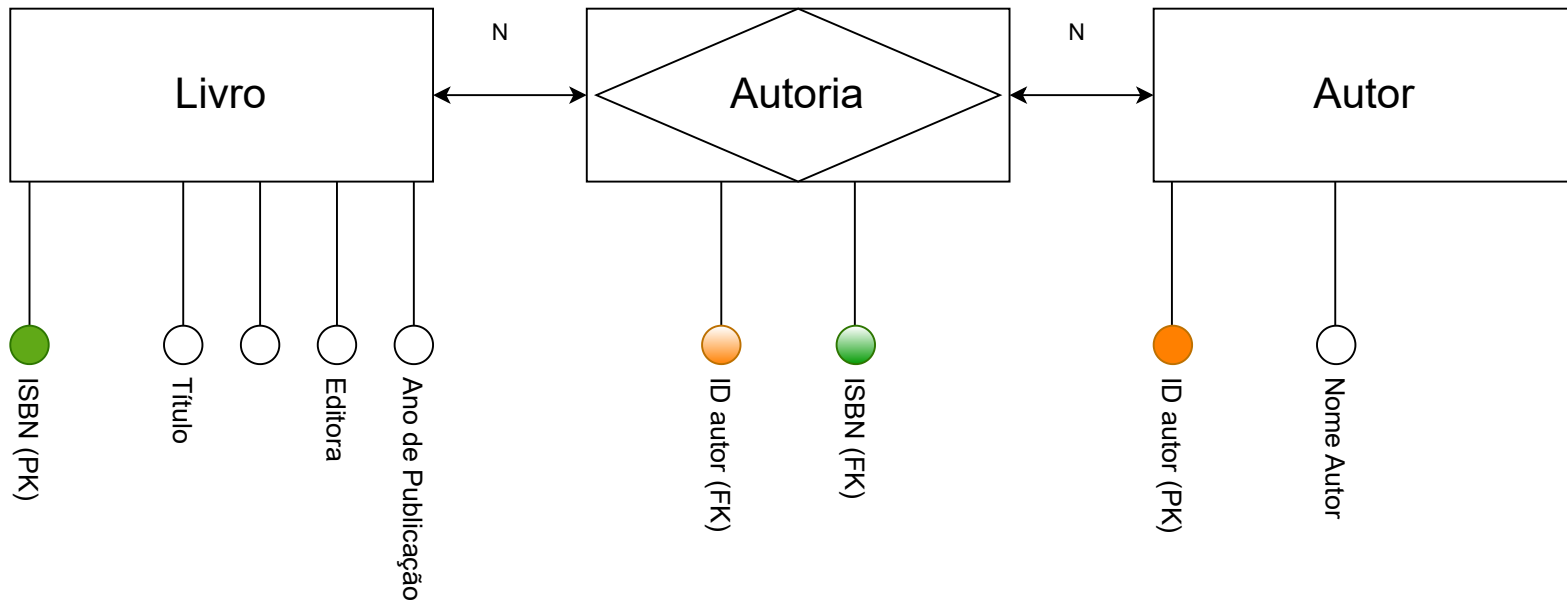 N
N
Livro
Autoria
Autor
ISBN (PK)
Título
Editora
Ano de Publicação
ID autor (FK)
ISBN (FK)
ID autor (PK)
Nome Autor